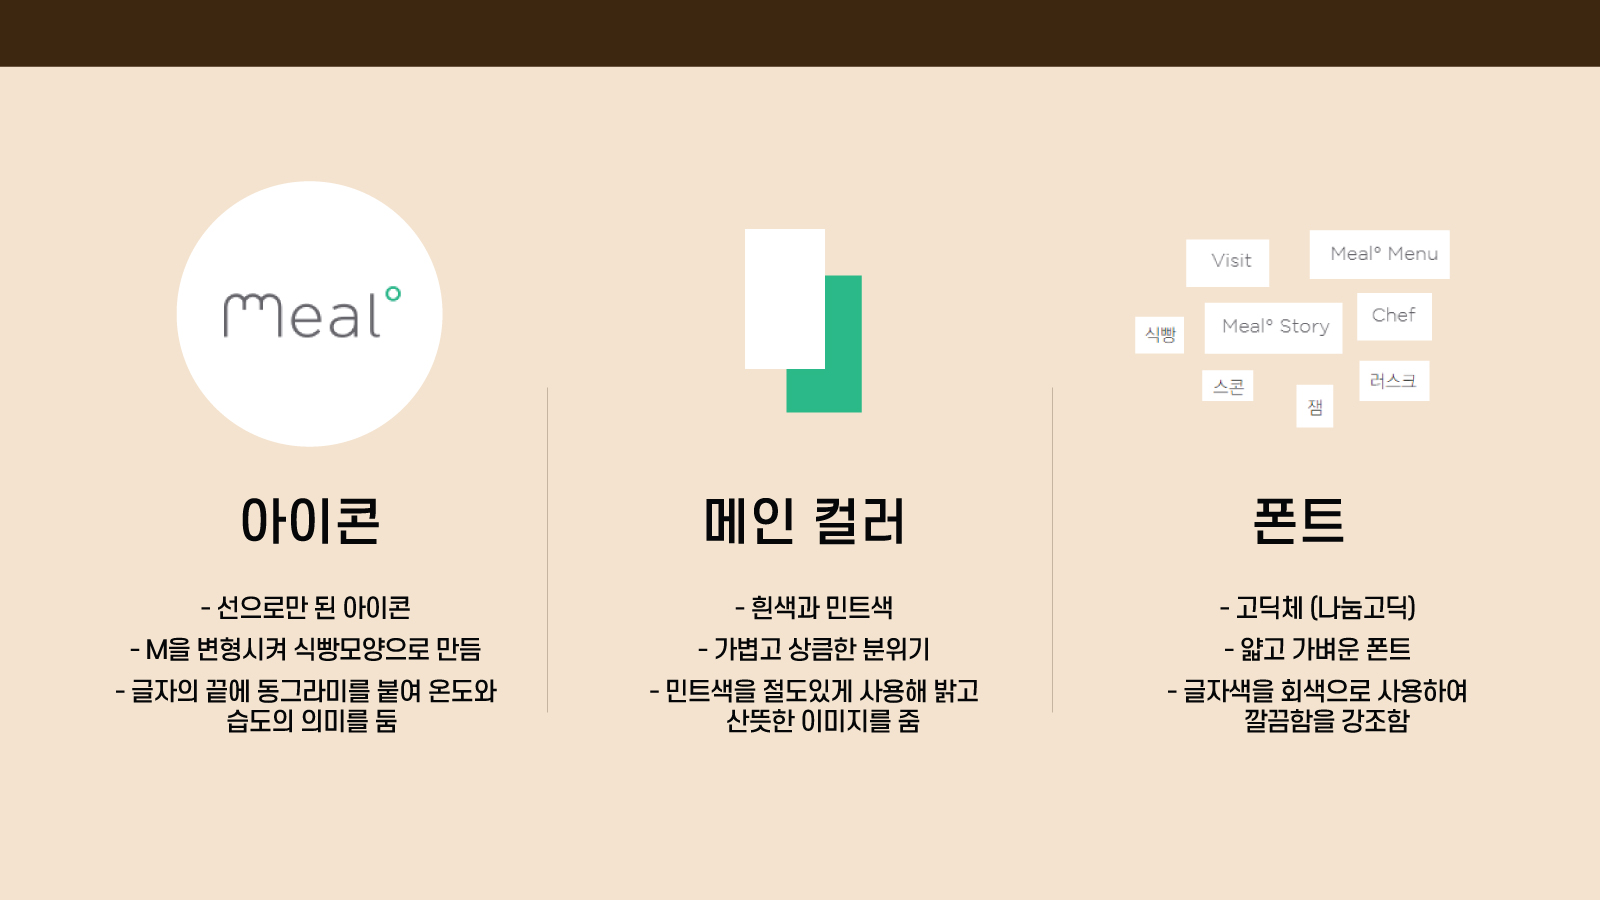 Meal°
아이콘
- 선으로만 된 아이콘
- M을 변형시켜 식빵모양으로 만듬
- 글자의 끝에 동그라미를 붙여 온도와
습도의 의미를 둠
메인 컬러
- 흰색과 민트색
- 가볍고 상큼한 분위기
- 민트색을 절도있게 사용해 밝고
산뜻한 이미지를 줌
Visit
Meal° Menu
식빵
Meal° Story
Chef
스콘
잼
러스크
폰트
- 고딕체 (나눔고딕)
- 얇고 가벼운 폰트
- 글자색을 회색으로 사용하여
깔끔함을 강조함